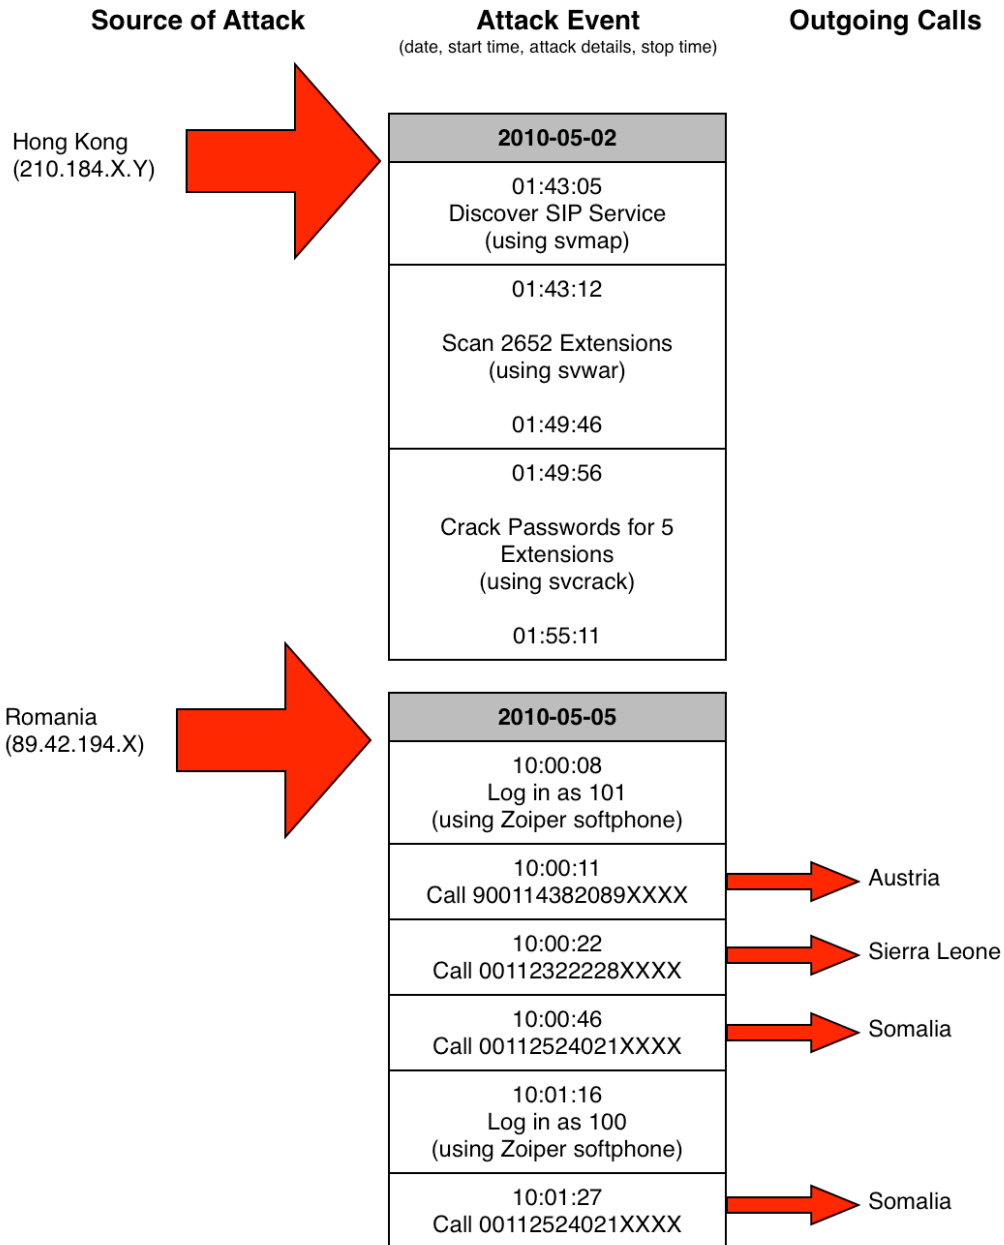 Source of Attack
Attack Event
(date, start time, attack details, stop time)
Outgoing Calls
Hong Kong
(210.184.X.Y)
2010-05-02
01:43:05
Discover SIP Service
(using svmap)
01:43:12
Scan 2652 Extensions
(using svwar)
01:49:46
01:49:56
Crack Passwords for 5
Extensions
(using svcrack)
01:55:11
Romania
(89.42.194.X)
2010-05-05
10:00:08
Log in as 101
(using Zoiper softphone)
10:00:11
Call 900114382089XXXX
Austria
10:00:22
Call 00112322228XXXX
Sierra Leone
10:00:46
Call 00112524021XXXX
Somalia
10:01:16
Log in as 100
(using Zoiper softphone)
10:01:27
Call 00112524021XXXX
Somalia